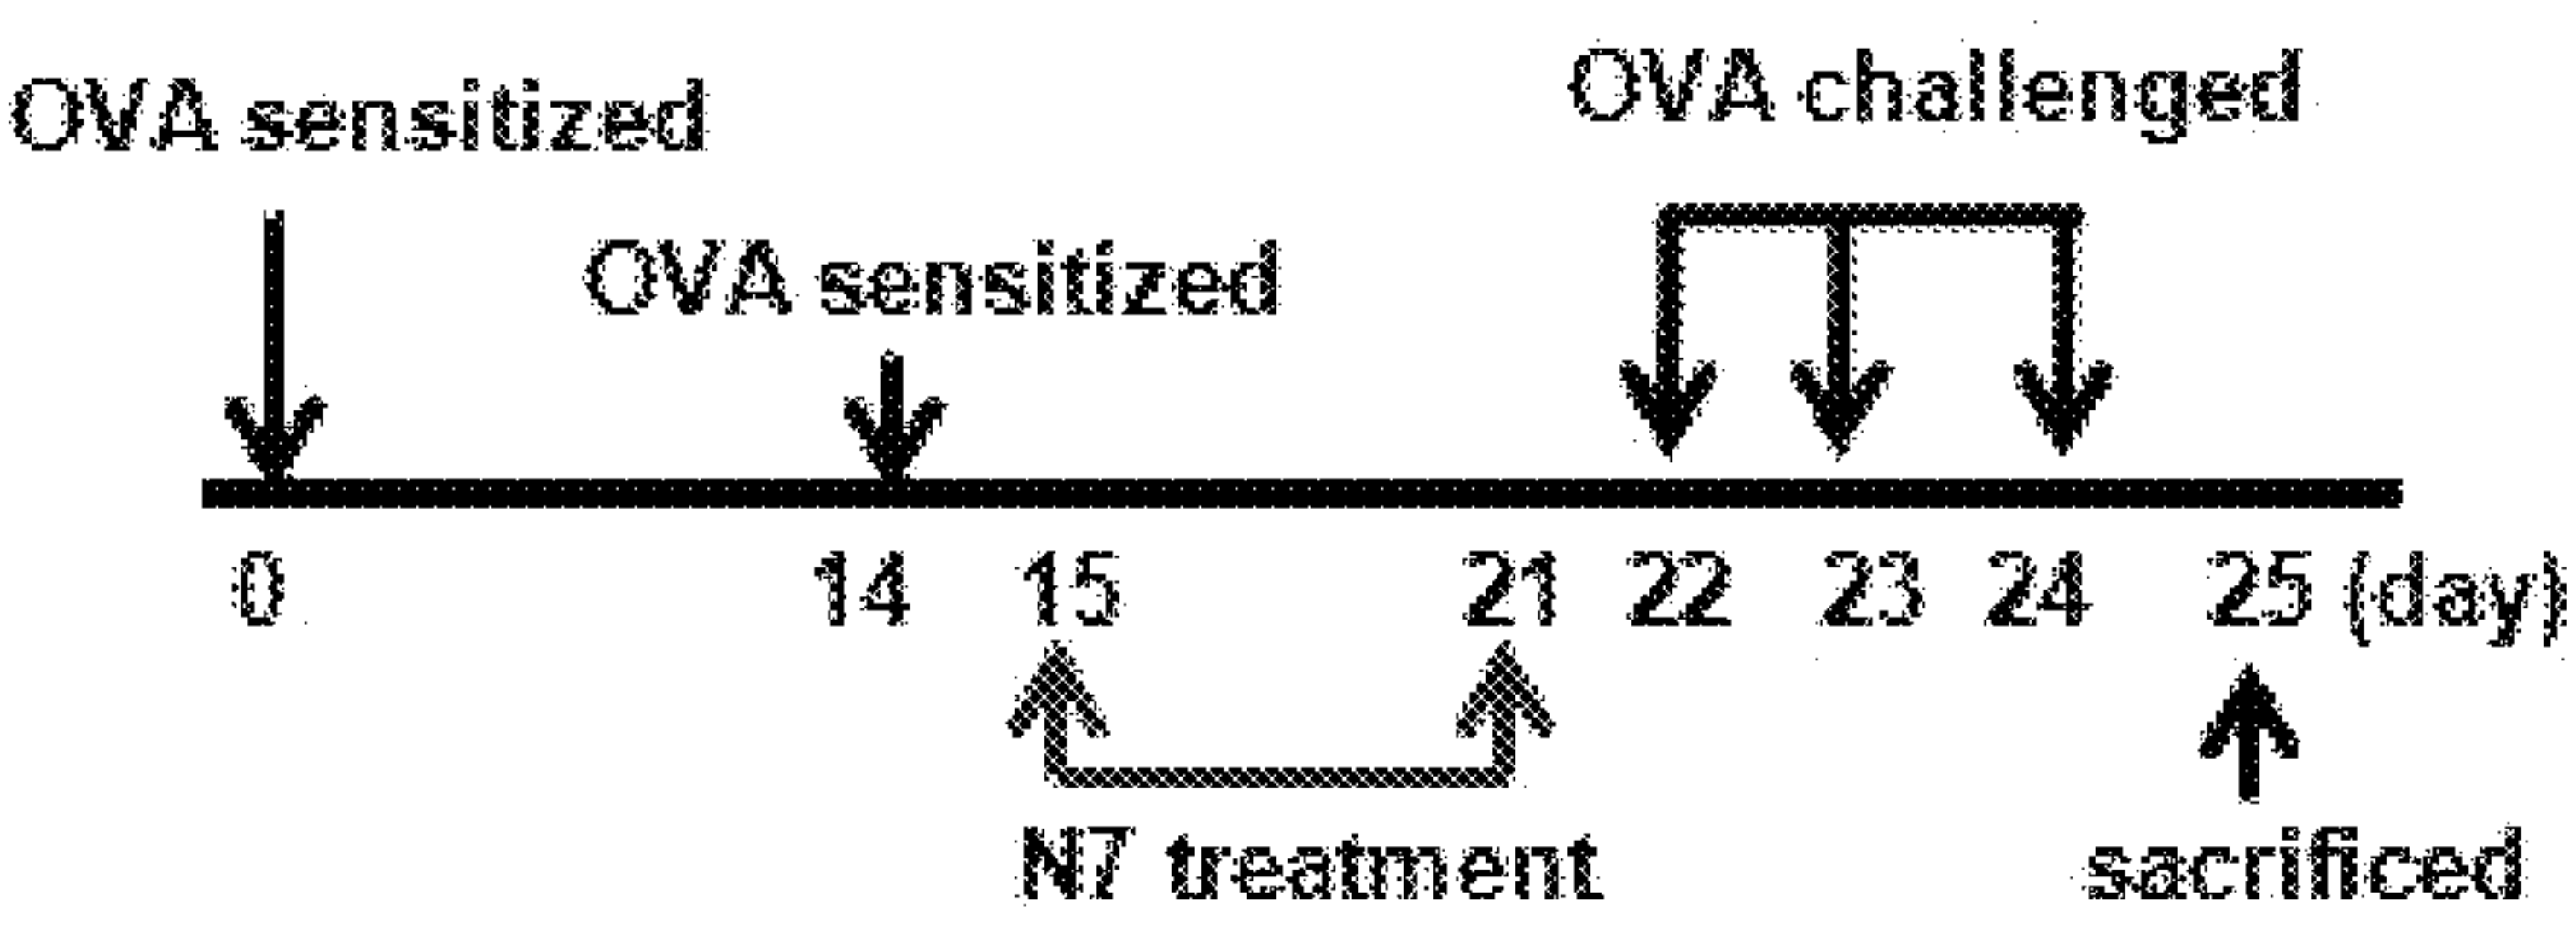 OVA sensitized
OVA challenged
OVA sensitized
0 14 15 21 22 23 24 25 (day)
N7 treatment
sacrificed